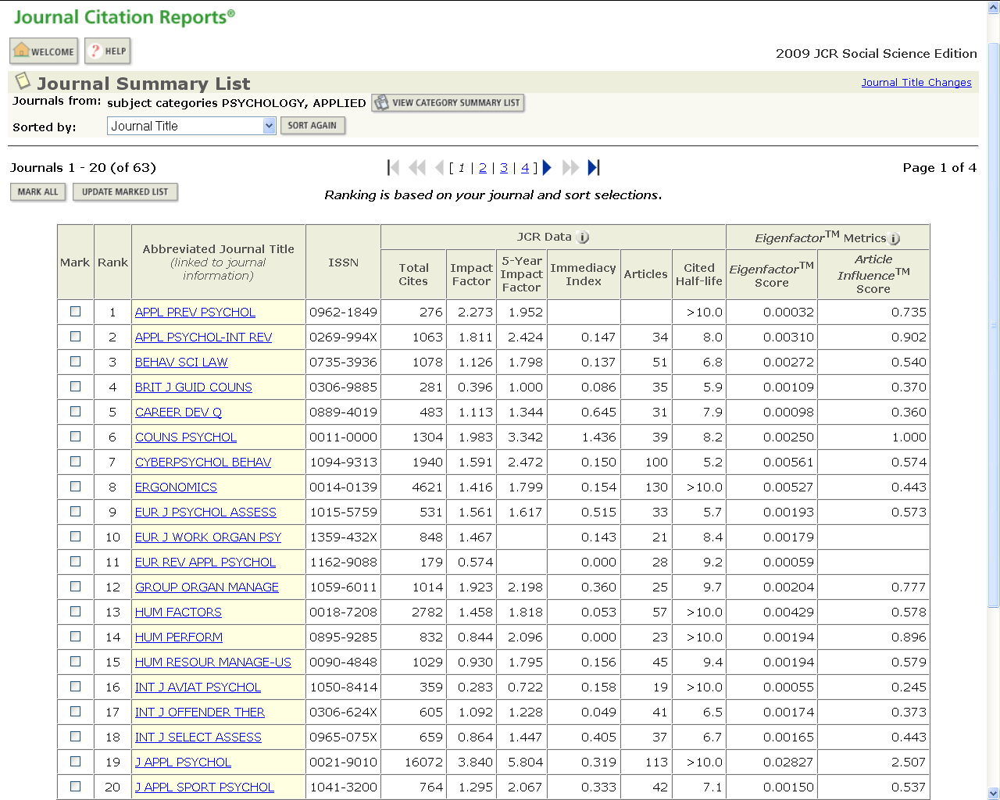 Journal Citation Reports®
WELCOME ? HELP
2009 JCR Social Science Edition
Journal Summary List
Journal Title Changes
Journals from: subject categories PSYCHOLOGY, APPLIED VIEW CATEGORY SUMMARY LIST
Sorted by: Journal Title SORT AGAIN
Journals 1 - 20 (of 63) [ 1 | 2 | 3 | 4 ] Page 1 of 4
MARK ALL UPDATE MARKED LIST
Ranking is based on your journal and sort selections.
Mark Rank Abbreviated Journal Title (linked to journal information) ISSN JCR Data i Eigenfactor™ Metrics i
Total Cites Impact Factor 5-Year Impact Factor Immediacy Index Articles Cited Half-life Eigenfactor™ Score Article Influence™ Score
1 APPL PREV PSYCHOL 0962-1849 276 2.273 1.952 >10.0 0.00032 0.735
2 APPL PSYCHOL-INT REV 0269-994X 1063 1.811 2.424 0.147 34 8.0 0.00310 0.902
3 BEHAV SCI LAW 0735-3936 1078 1.126 1.798 0.137 51 6.8 0.00272 0.540
4 BRIT J GUID COUNS 0306-9885 281 0.396 1.000 0.086 35 5.9 0.00109 0.370
5 CAREER DEV Q 0889-4019 483 1.113 1.344 0.645 31 7.9 0.00098 0.360
6 COUNS PSYCHOL 0011-0000 1304 1.983 3.342 1.436 39 8.2 0.00250 1.000
7 CYBERPSYCHOL BEHAV 1094-9313 1940 1.591 2.472 0.150 100 5.2 0.00561 0.574
8 ERGONOMICS 0014-0139 4621 1.416 1.799 0.154 130 >10.0 0.00527 0.443
9 EUR J PSYCHOL ASSESS 1015-5759 531 1.561 1.617 0.515 33 5.7 0.00193 0.573
10 EUR J WORK ORGAN PSY 1359-432X 848 1.467 0.143 21 8.4 0.00179
11 EUR REV APPL PSYCHOL 1162-9088 179 0.574 0.000 28 9.2 0.00059
12 GROUP ORGAN MANAGE 1059-6011 1014 1.923 2.198 0.360 25 9.7 0.00204 0.777
13 HUM FACTORS 0018-7208 2782 1.458 1.818 0.053 57 >10.0 0.00429 0.578
14 HUM PERFORM 0895-9285 832 0.844 2.096 0.000 23 >10.0 0.00194 0.896
15 HUM RESOUR MANAGE-US 0090-4848 1029 0.930 1.795 0.156 45 9.4 0.00194 0.579
16 INT J AVIAT PSYCHOL 1050-8414 359 0.283 0.722 0.158 19 >10.0 0.00055 0.245
17 INT J OFFENDER THER 0306-624X 605 1.092 1.228 0.049 41 6.5 0.00174 0.373
18 INT J SELECT ASSESS 0965-075X 659 0.864 1.447 0.405 37 6.7 0.00165 0.443
19 J APPL PSYCHOL 0021-9010 16072 3.840 5.804 0.319 113 >10.0 0.02827 2.507
20 J APPL SPORT PSYCHOL 1041-3200 764 1.295 2.067 0.333 42 7.1 0.00150 0.537